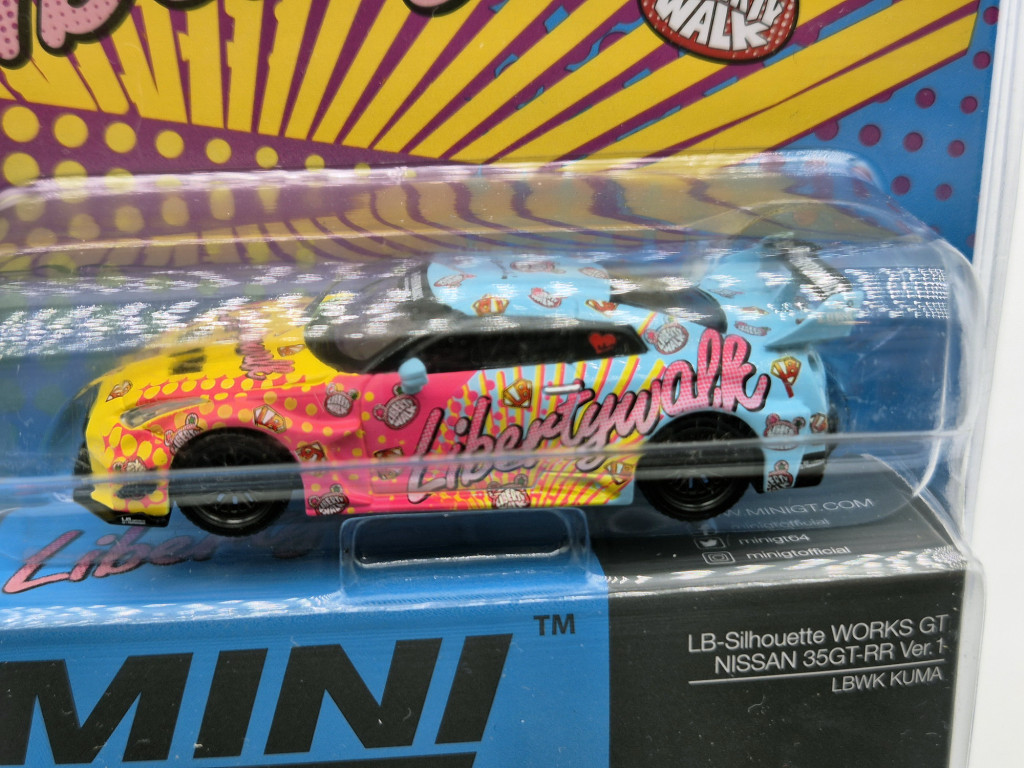 WALK
Libertywalk
WWW.MINIGT.COM
minigtofficial
minigt64
minigtofficial
TM
MINI
LB-Silhouette WORKS GT
NISSAN 35GT-RR Ver.1
LBWK KUMA